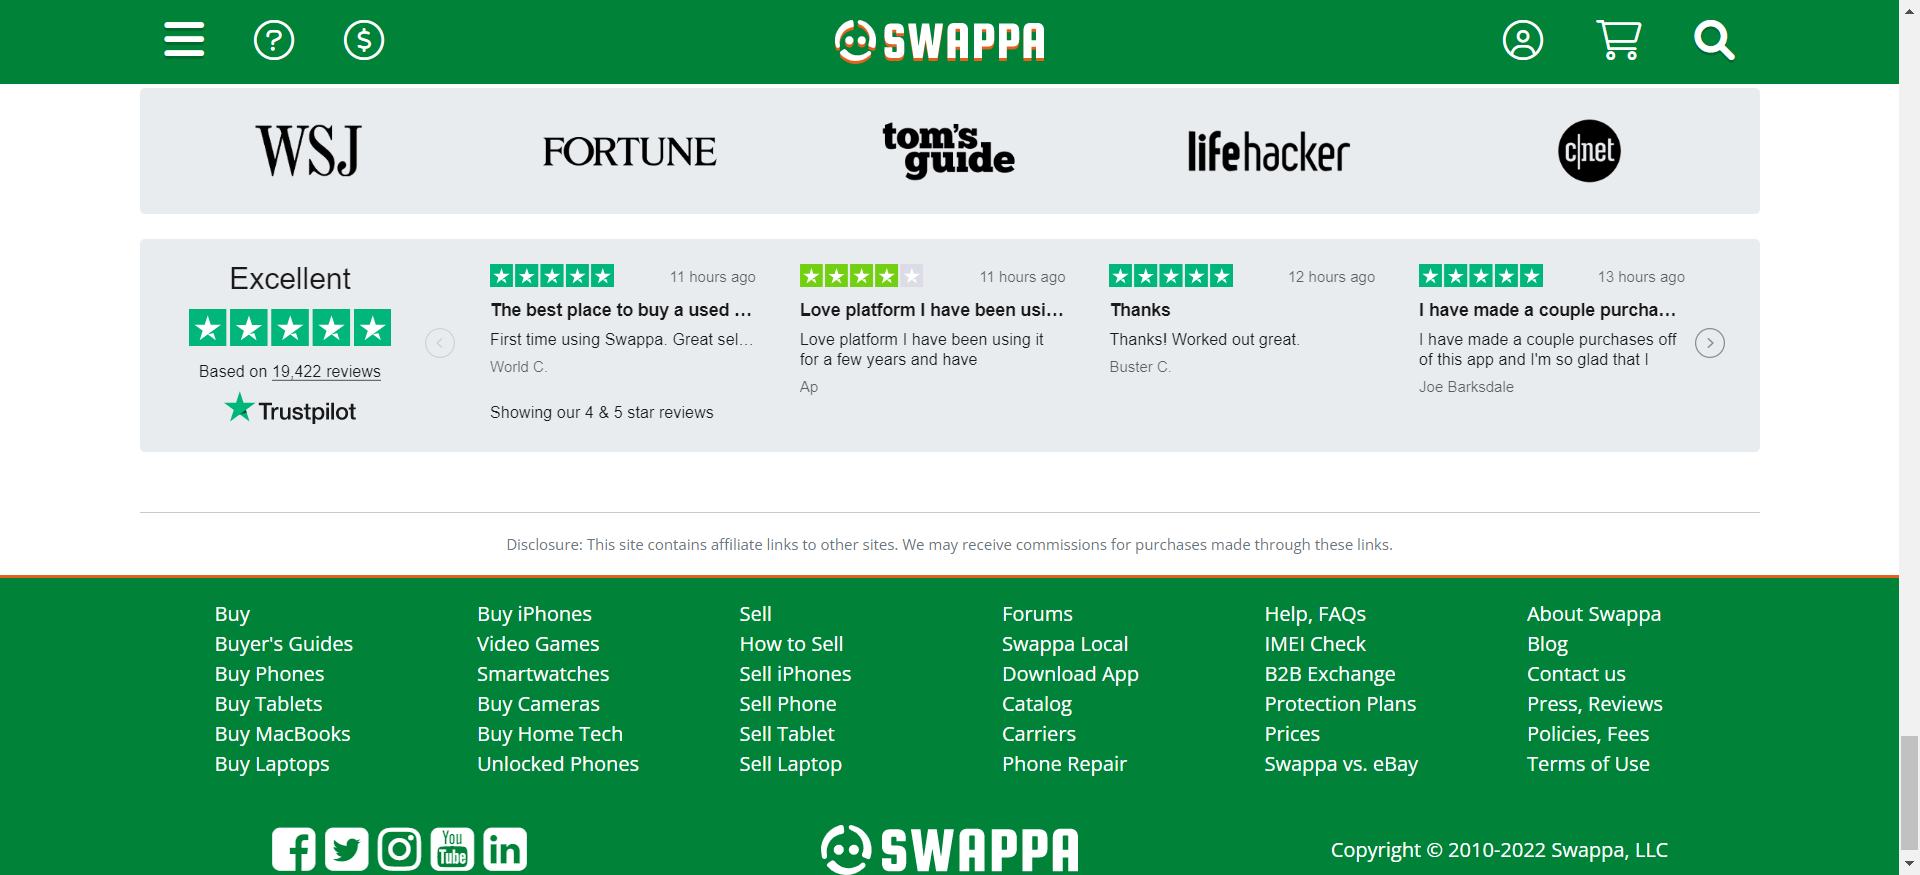 SWAPPA
WSJ
FORTUNE
tom's
guide
lifehacker
c|net
Excellent
Based on 19,422 reviews
Trustpilot
11 hours ago
The best place to buy a used ...
First time using Swappa. Great sel...
World C.
11 hours ago
Love platform I have been usi...
Love platform I have been using it
for a few years and have
Ap
12 hours ago
Thanks
Thanks! Worked out great.
Buster C.
13 hours ago
I have made a couple purcha...
I have made a couple purchases off
of this app and I'm so glad that I
Joe Barksdale
Showing our 4 & 5 star reviews
Disclosure: This site contains affiliate links to other sites. We may receive commissions for purchases made through these links.
Buy
Buyer's Guides
Buy Phones
Buy Tablets
Buy MacBooks
Buy Laptops
Buy iPhones
Video Games
Smartwatches
Buy Cameras
Buy Home Tech
Unlocked Phones
Sell
How to Sell
Sell iPhones
Sell Phone
Sell Tablet
Sell Laptop
Forums
Swappa Local
Download App
Catalog
Carriers
Phone Repair
Help, FAQs
IMEI Check
B2B Exchange
Protection Plans
Prices
Swappa vs. eBay
About Swappa
Blog
Contact us
Press, Reviews
Policies, Fees
Terms of Use
You
Tube
in
SWAPPA
Copyright © 2010-2022 Swappa, LLC